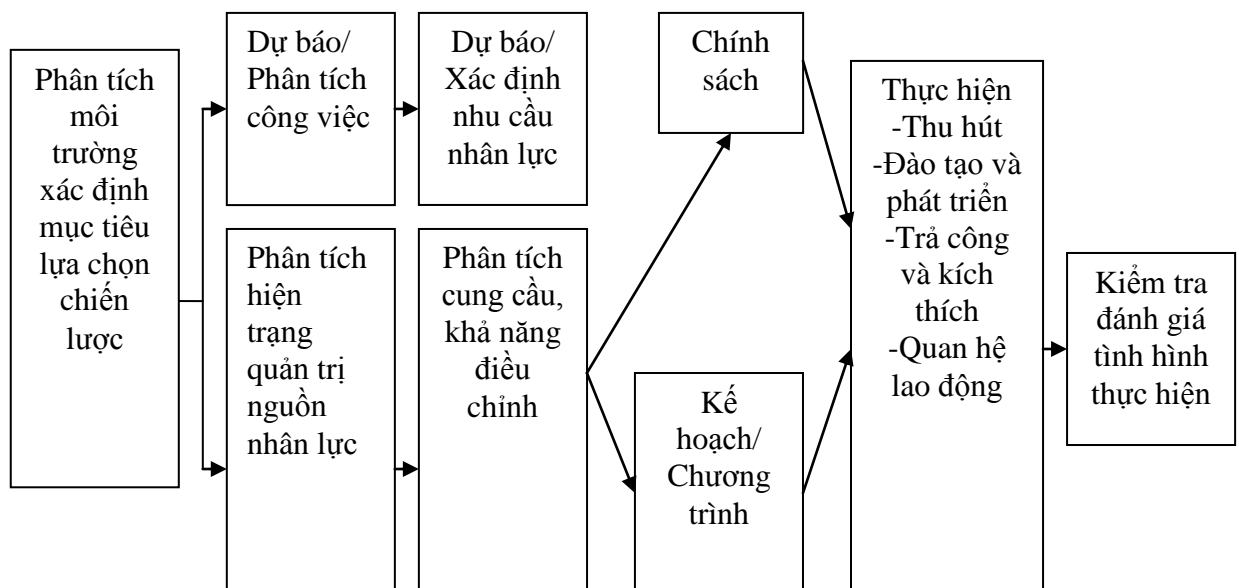 Phân tích
môi
trường
xác định
mục tiêu
lựa chọn
chiến
lược
Dự báo/
Phân tích
công việc
Dự báo/
Xác định
nhu cầu
nhân lực
Phân tích
hiện
trạng
quản trị
nguồn
nhân lực
Phân tích
cung cầu,
khả năng
điều
chỉnh
Chính
sách
Kế
hoạch/
Chương
trình
Thực hiện
-Thu hút
-Đào tạo và
phát triển
-Trả công
và kích
thích
-Quan hệ
lao động
Kiểm tra
đánh giá
tình hình
thực hiện